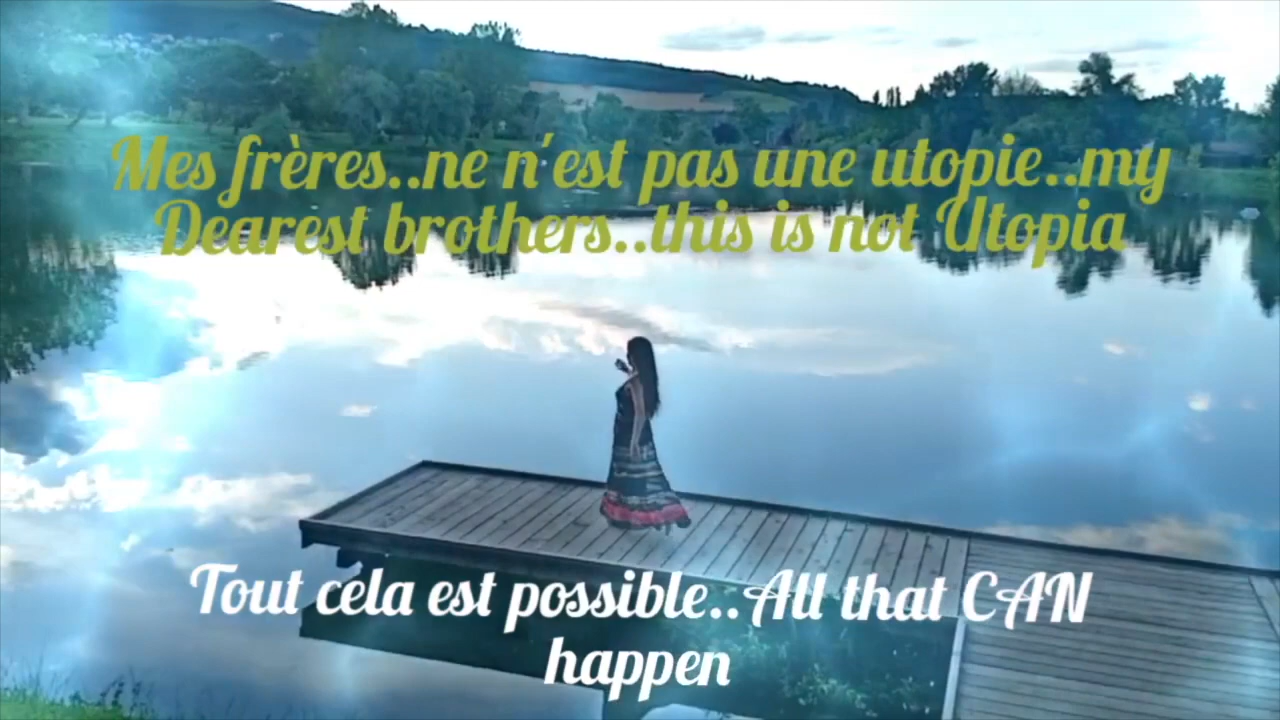 Mes frères..ne n'est pas une utopie..my
Dearest brothers..this is not Utopia
Tout cela est possible..All that CAN
happen